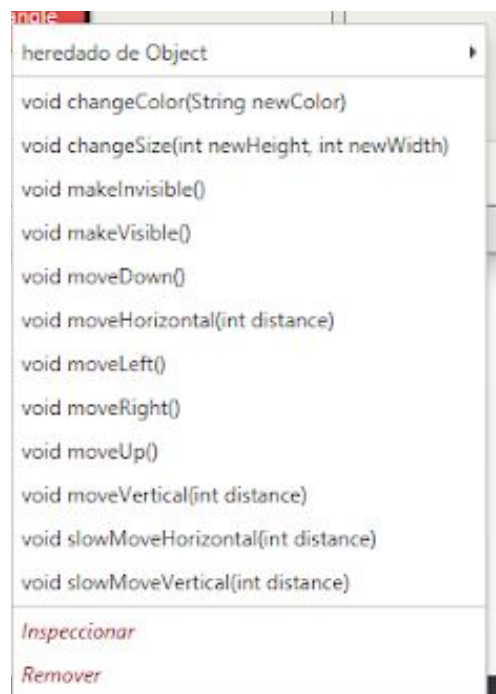 angle
heredado de Object
void changeColor(String newColor)
void changeSize(int newHeight, int newWidth)
void makeInvisible()
void makeVisible()
void moveDown()
void moveHorizontal(int distance)
void moveLeft()
void moveRight()
void moveUp()
void moveVertical(int distance)
void slowMoveHorizontal(int distance)
void slowMoveVertical(int distance)
Inspeccionar
Remover